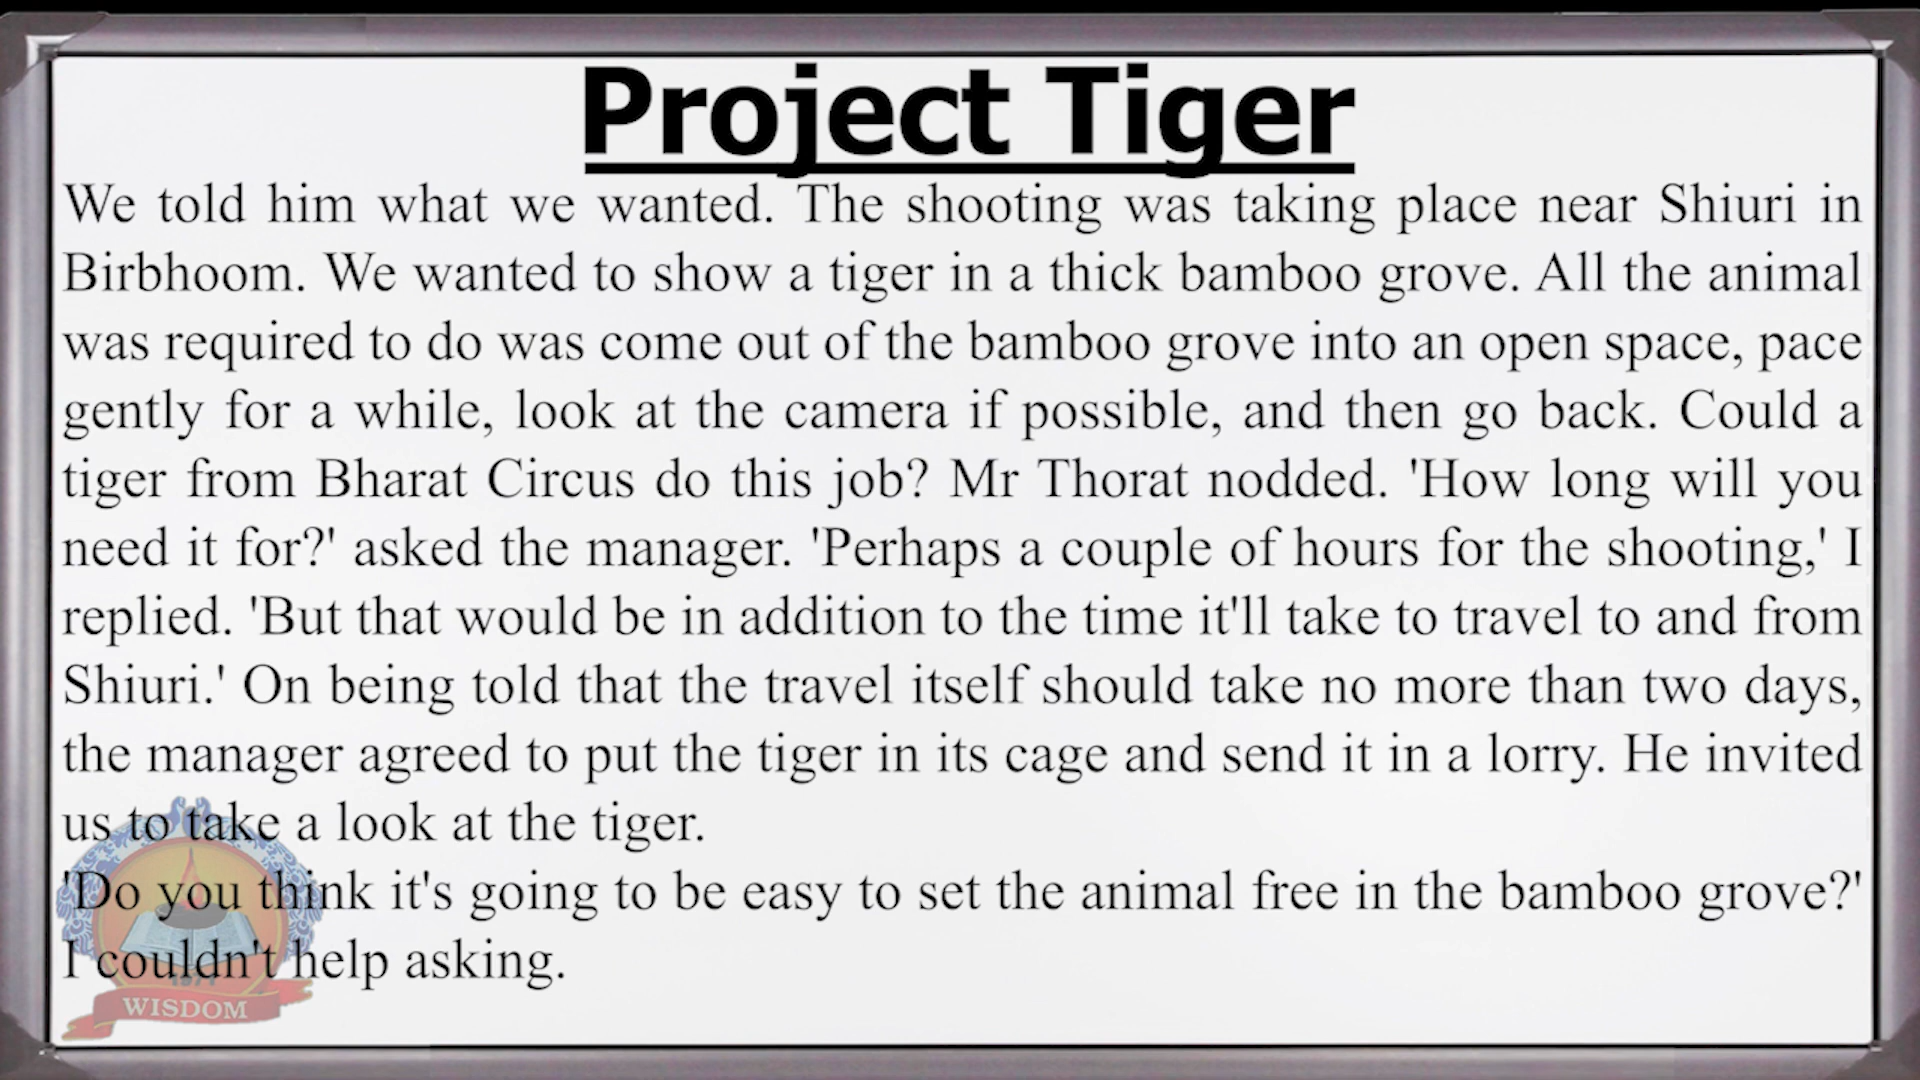 Project Tiger
We told him what we wanted. The shooting was taking place near Shiuri in
Birbhoom. We wanted to show a tiger in a thick bamboo grove. All the animal
was required to do was come out of the bamboo grove into an open space, pace
gently for a while, look at the camera if possible, and then go back. Could a
tiger from Bharat Circus do this job? Mr Thorat nodded. 'How long will you
need it for?' asked the manager. 'Perhaps a couple of hours for the shooting,' I
replied. 'But that would be in addition to the time it'll take to travel to and from
Shiuri.' On being told that the travel itself should take no more than two days,
the manager agreed to put the tiger in its cage and send it in a lorry. He invited
us to take a look at the tiger.
'Do you think it's going to be easy to set the animal free in the bamboo grove?'
I couldn't help asking.
WISDOM